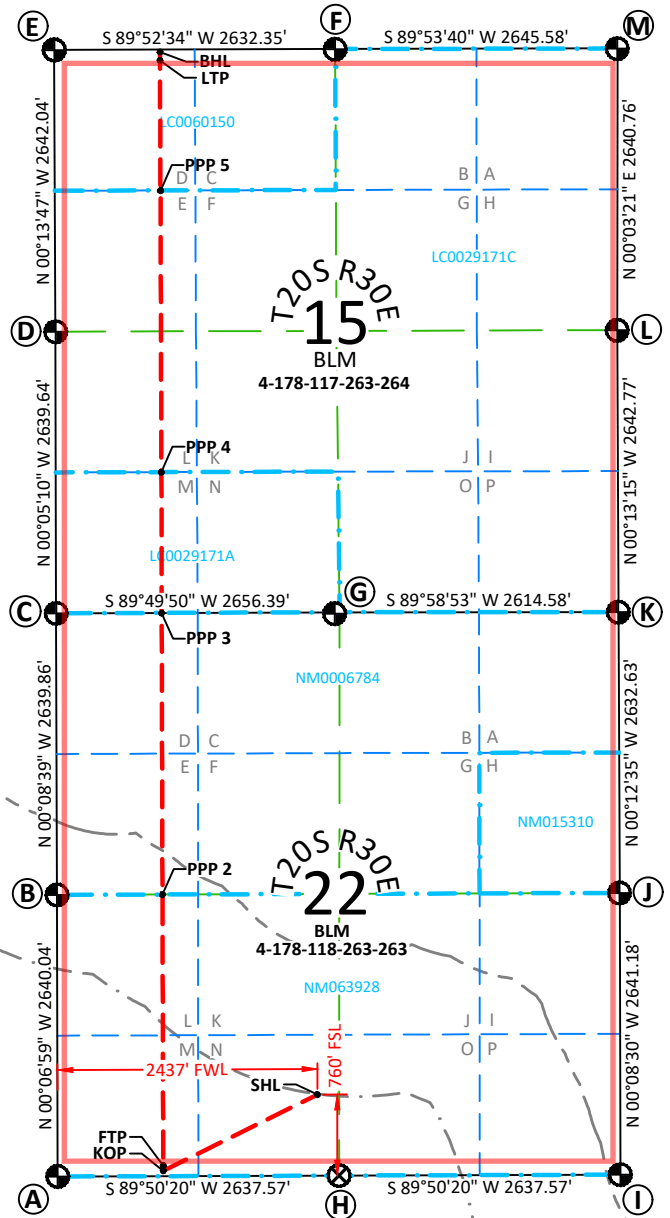 E
S 89°52'34" W 2632.35'
F
S 89°53'40" W 2645.58'
M
BHL
LTP
LC0060150
N 00°13'47" W 2642.04'
N 00°03'21" E 2640.76'
PPP 5
D C
E F
B A
G H
LC0029171C
T20S R30E
15
BLM
4-178-117-263-264
D
L
N 00°05'10" W 2639.64'
N 00°13'15" W 2642.77'
PPP 4
L K
M N
J I
O P
LC0029171A
C
S 89°49'50" W 2656.39'
G
S 89°58'53" W 2614.58'
K
PPP 3
NM0006784
N 00°08'39" W 2639.86'
N 00°12'35" W 2632.63'
D C
E F
B A
G H
NM015310
PPP 2
T20S R30E
22
BLM
4-178-118-263-263
B
J
NM063928
N 00°06'59" W 2640.04'
N 00°08'30" W 2641.18'
L K
M N
J I
O P
2437' FWL
760' FSL
SHL
FTP
KOP
A
S 89°50'20" W 2637.57'
H
S 89°50'20" W 2637.57'
I